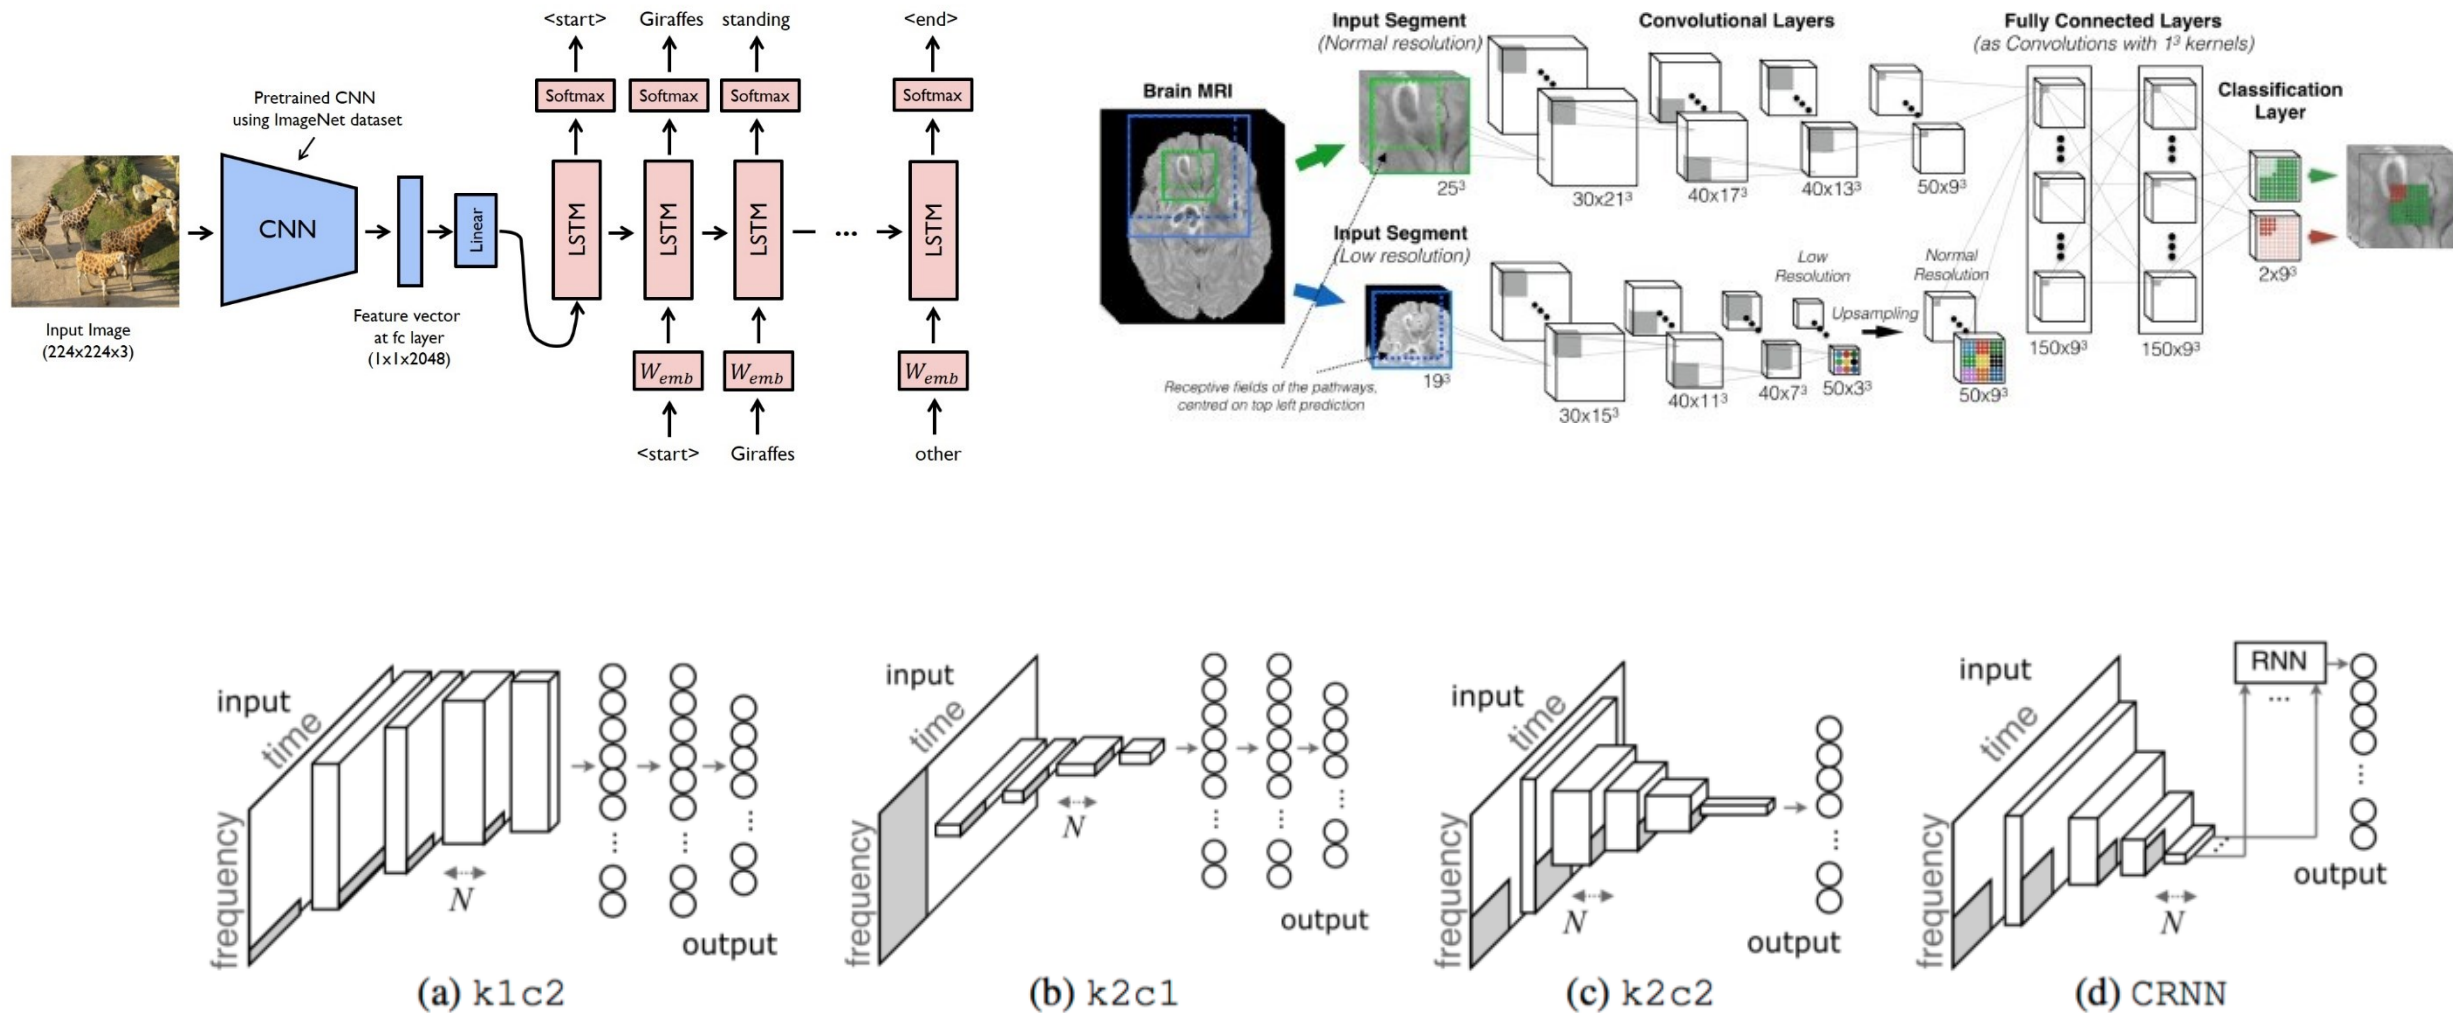 <start>
Giraffes
standing
<end>
Softmax
Softmax
Softmax
Softmax
Pretrained CNN
using ImageNet dataset
CNN
Linear
LSTM
LSTM
LSTM
...
LSTM
Input Image
(224x224x3)
Feature vector
at fc layer
(1x1x2048)
W_emb
W_emb
W_emb
<start>
Giraffes
other
Brain MRI
Input Segment
(Normal resolution)
25³
Convolutional Layers
30x21³
40x17³
40x13³
50x9³
Fully Connected Layers
(as Convolutions with 1³ kernels)
150x9³
150x9³
Classification
Layer
2x9³
Input Segment
(Low resolution)
19³
30x15³
40x11³
40x7³
50x3³
Low
Resolution
Upsampling
Normal
Resolution
50x9³
Receptive fields of the pathways,
centred on top left prediction
input
time
frequency
N
output
(a) k1c2
input
time
frequency
N
output
(b) k2c1
input
time
frequency
N
output
(c) k2c2
input
time
frequency
N
RNN
...
output
(d) CRNN